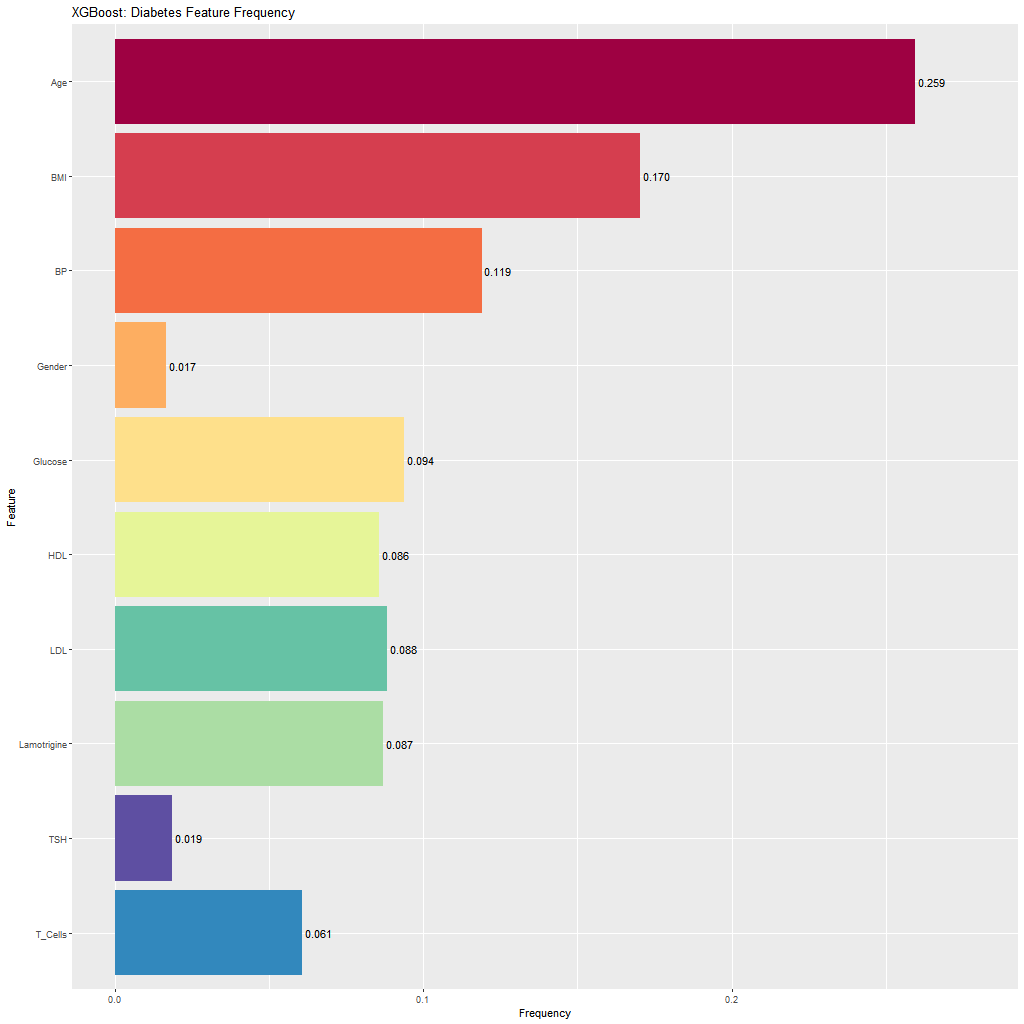 XGBoost: Diabetes Feature Frequency
Age
0.259
BMI
0.170
BP
0.119
Gender
0.017
Glucose
0.094
HDL
0.086
LDL
0.088
Lamotrigine
0.087
TSH
0.019
T_Cells
0.061
Feature
0.0
0.1
0.2
Frequency